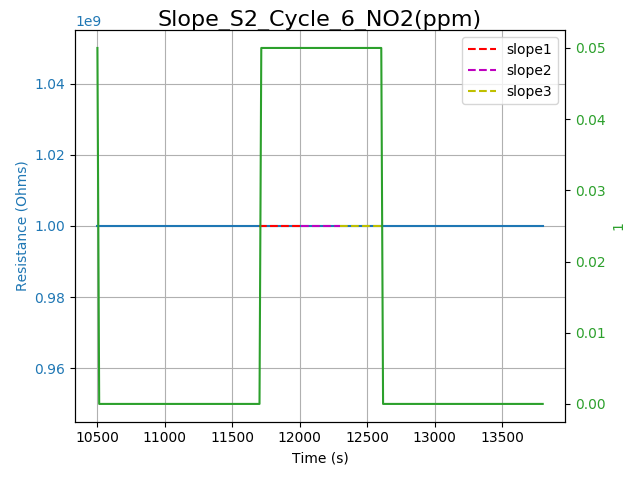 Slope_S2_Cycle_6_NO2(ppm)
1e9
slope1
slope2
slope3
1.04
1.02
1.00
0.98
0.96
Resistance (Ohms)
0.05
0.04
0.03
0.02
0.01
0.00
1
10500 11000 11500 12000 12500 13000 13500
Time (s)